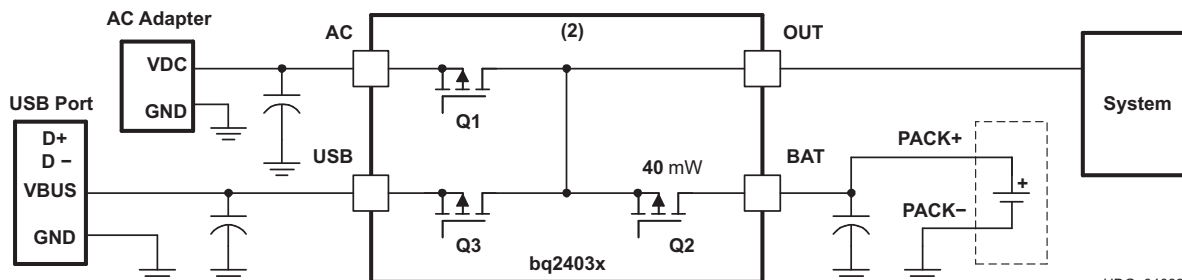 AC Adapter
VDC
GND
USB Port
D+
D −
VBUS
GND
AC
(2)
OUT
Q1
USB
40 mW
BAT
Q3
Q2
bq2403x
System
PACK+
+
PACK−